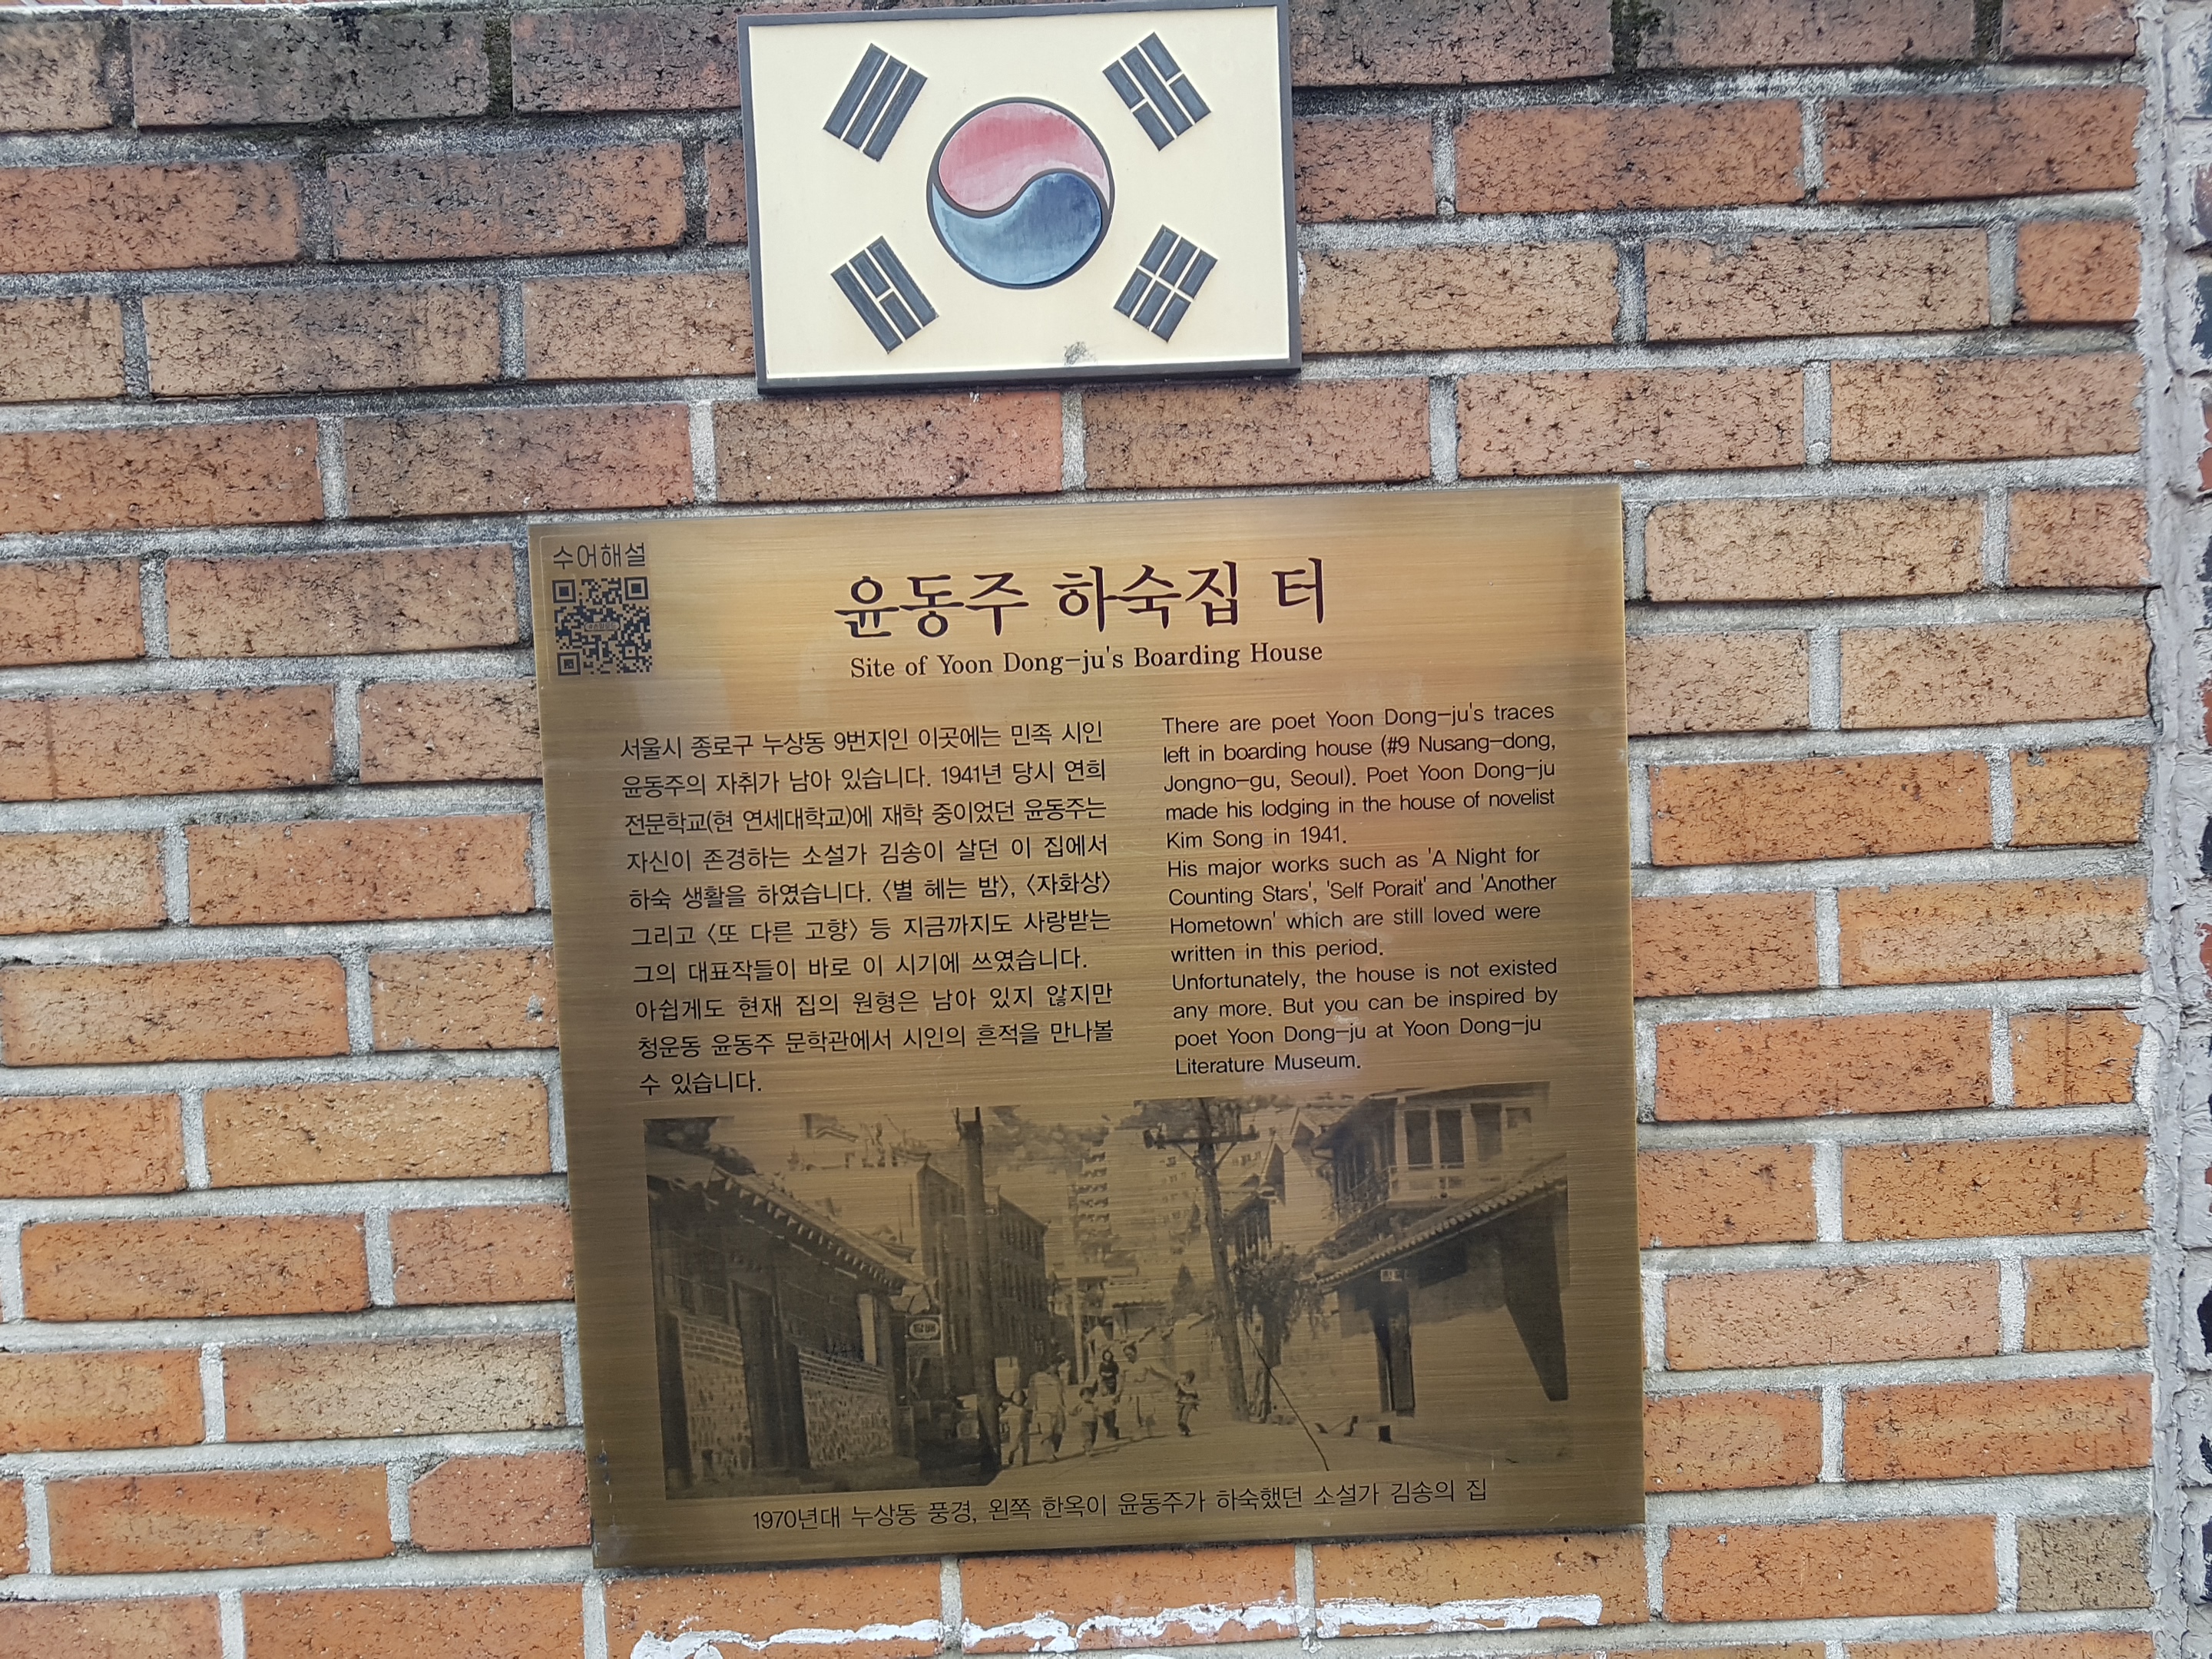 수어해설
윤동주 하숙집 터
Site of Yoon Dong-ju's Boarding House
서울시 종로구 누상동 9번지인 이곳에는 민족 시인
윤동주의 자취가 남아 있습니다. 1941년 당시 연희
전문학교(현 연세대학교)에 재학 중이었던 윤동주는
자신이 존경하는 소설가 김송이 살던 이 집에서
하숙 생활을 하였습니다. 〈별 헤는 밤〉, 〈자화상〉
그리고 〈또 다른 고향〉 등 지금까지도 사랑받는
그의 대표작들이 바로 이 시기에 쓰였습니다.
아쉽게도 현재 집의 원형은 남아 있지 않지만
청운동 윤동주 문학관에서 시인의 흔적을 만나볼
수 있습니다.
There are poet Yoon Dong-ju's traces
left in boarding house (#9 Nusang-dong,
Jongno-gu, Seoul). Poet Yoon Dong-ju
made his lodging in the house of novelist
Kim Song in 1941.
His major works such as 'A Night for
Counting Stars', 'Self Porait' and 'Another
Hometown' which are still loved were
written in this period.
Unfortunately, the house is not existed
any more. But you can be inspired by
poet Yoon Dong-ju at Yoon Dong-ju
Literature Museum.
담배
1970년대 누상동 풍경, 왼쪽 한옥이 윤동주가 하숙했던 소설가 김송의 집